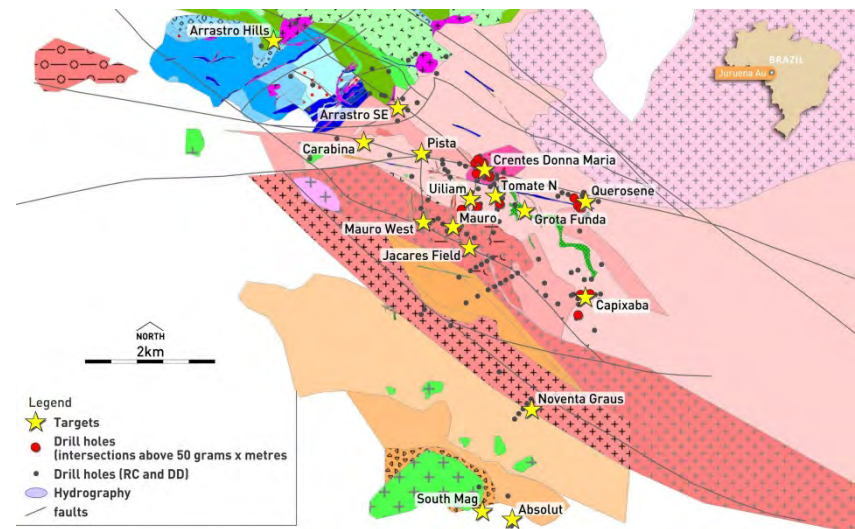 Arrastro Hills
BRAZIL
Juruena Au
Arrastro SE
Carabina
Pista
Crentes Donna Maria
Uiliam
Tomate N
Querosene
Grota Funda
Mauro West
Mauro
Jacares Field
Capixaba
NORTH
2km
Noventa Graus
Legend
Targets
Drill holes
(intersections above 50 grams x metres
Drill holes (RC and DD)
Hydrography
faults
South Mag
Absolut